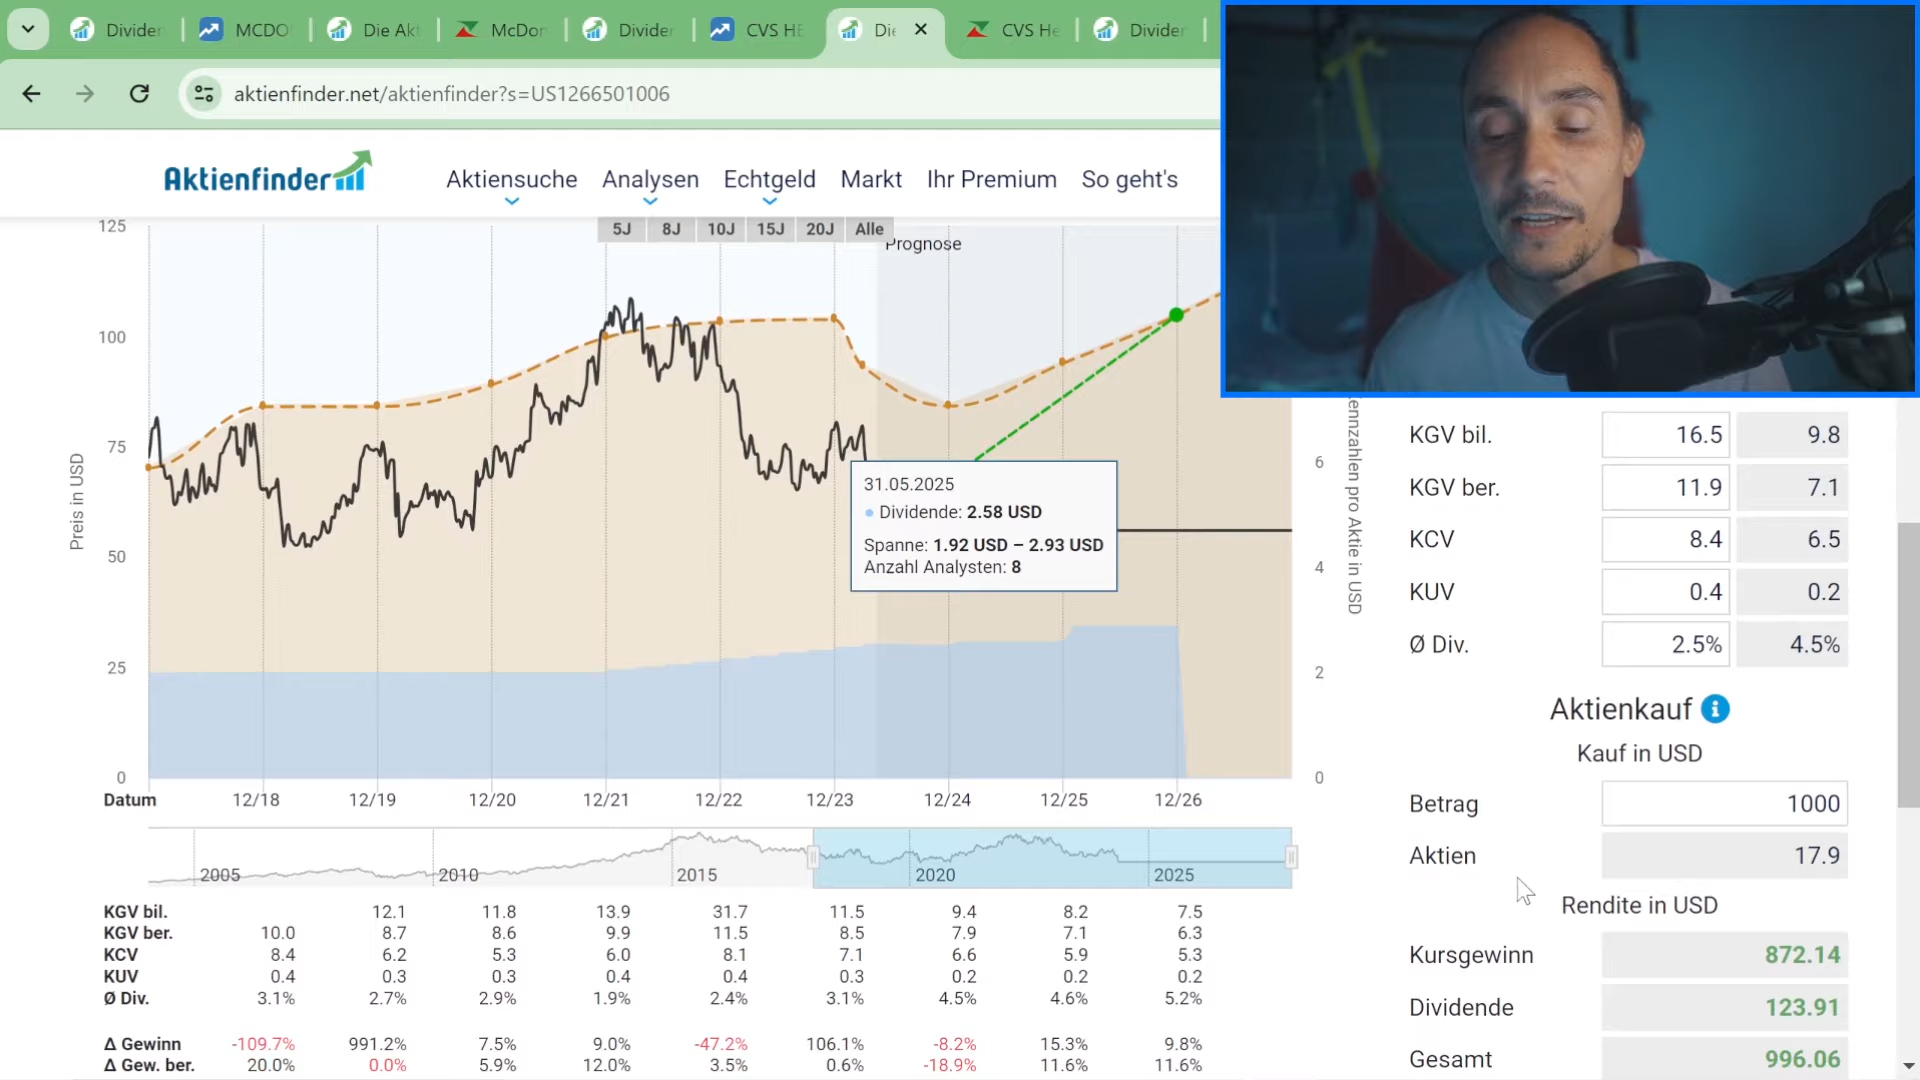 Divider
MCDO
Die Akt
McDor
Divider
CVS HE
Die
CVS He
Divider
aktienfinder.net/aktienfinder?s=US1266501006
Aktienfinder
Aktiensuche Analysen Echtgeld Markt Ihr Premium So geht's
5J 8J 10J 15J 20J Alle
Prognose
125
100
75
50
25
0
Preis in USD
6
4
2
0
ennzahlen pro Aktie in USD
31.05.2025
Dividende: 2.58 USD
Spanne: 1.92 USD – 2.93 USD
Anzahl Analysten: 8
Datum 12/18 12/19 12/20 12/21 12/22 12/23 12/24 12/25 12/26
2005 2010 2015 2020 2025
KGV bil. 12.1 11.8 13.9 31.7 11.5 9.4 8.2 7.5
KGV ber. 10.0 8.7 8.6 9.9 11.5 8.5 7.9 7.1 6.3
KCV 8.4 6.2 5.3 6.0 8.1 7.1 6.6 5.9 5.3
KUV 0.4 0.3 0.3 0.4 0.4 0.3 0.2 0.2 0.2
Ø Div. 3.1% 2.7% 2.9% 1.9% 2.4% 3.1% 4.5% 4.6% 5.2%
Δ Gewinn -109.7% 991.2% 7.5% 9.0% -47.2% 106.1% -8.2% 15.3% 9.8%
Δ Gew. ber. 20.0% 0.0% 5.9% 12.0% 3.5% 0.6% -18.9% 11.6% 11.6%
KGV bil. 16.5 9.8
KGV ber. 11.9 7.1
KCV 8.4 6.5
KUV 0.4 0.2
Ø Div. 2.5% 4.5%
Aktienkauf i
Kauf in USD
Betrag 1000
Aktien 17.9
Rendite in USD
Kursgewinn 872.14
Dividende 123.91
Gesamt 996.06